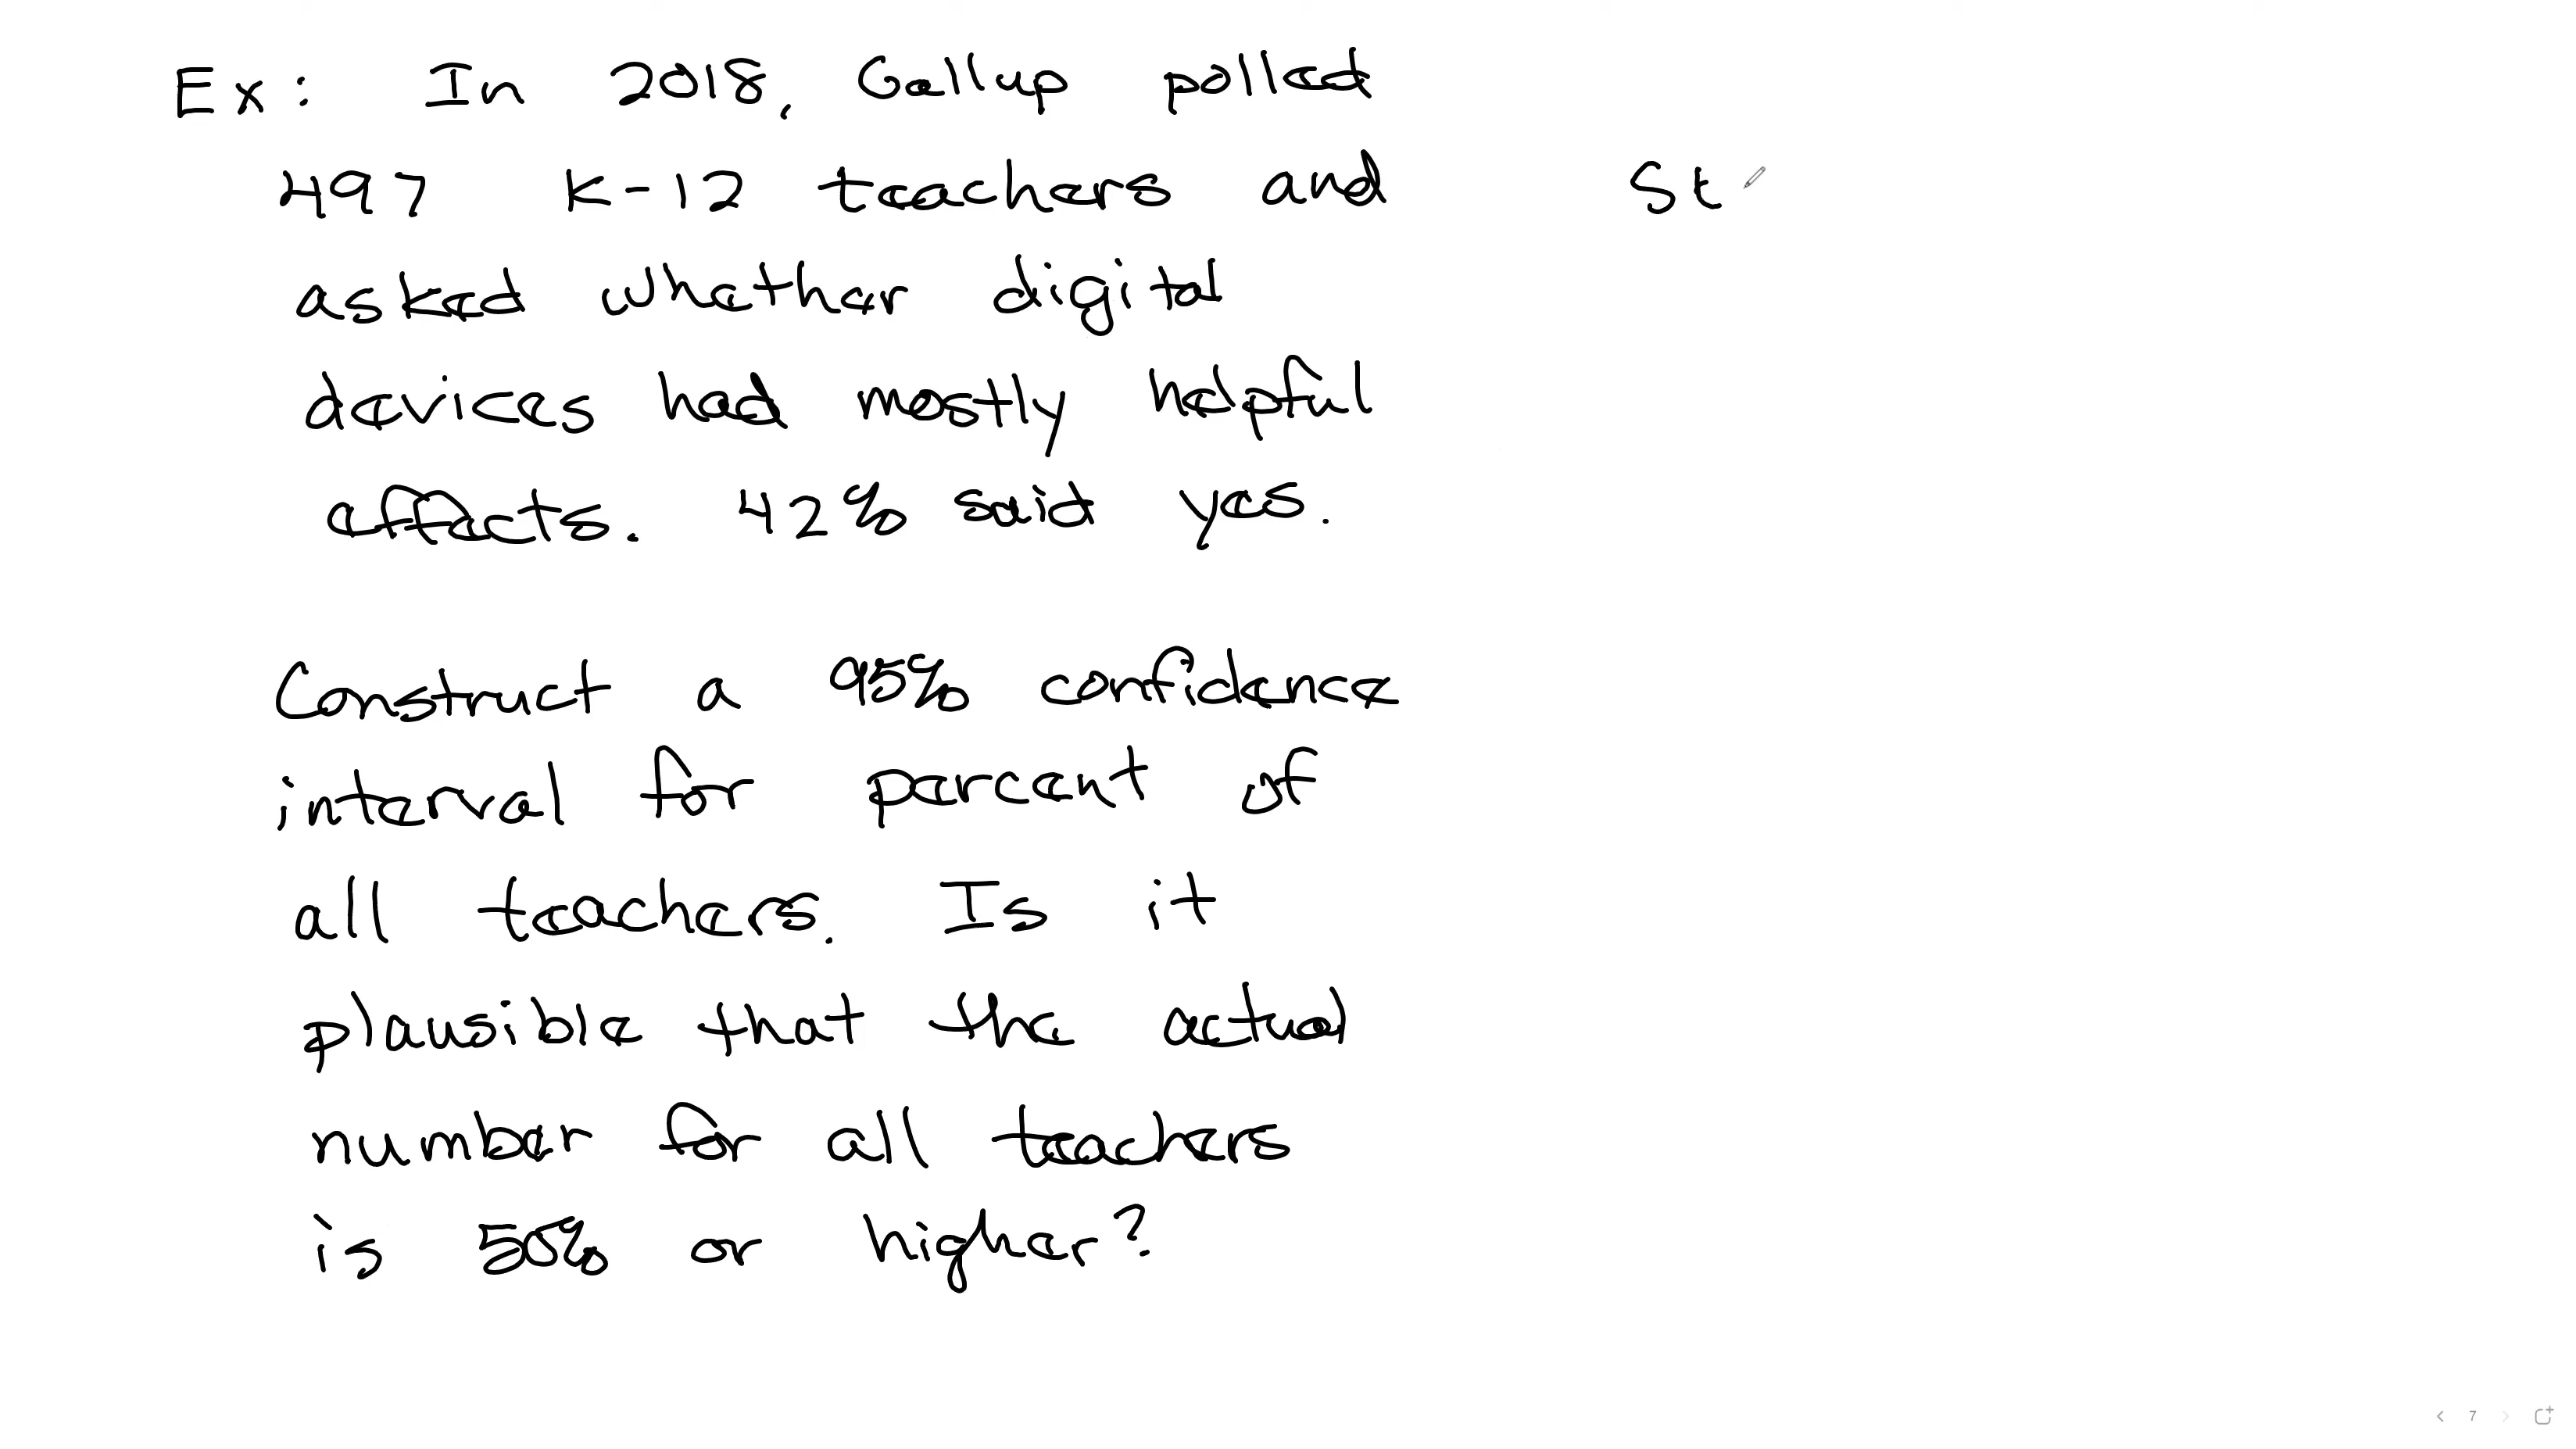 Ex: In 2018, Gallup polled
497 K-12 teachers and
asked whether digital
devices had mostly helpful
effects. 42% said yes.
Construct a 95% confidence
interval for percent of
all teachers. Is it
plausible that the actual
number for all teachers
is 50% or higher?
St
7